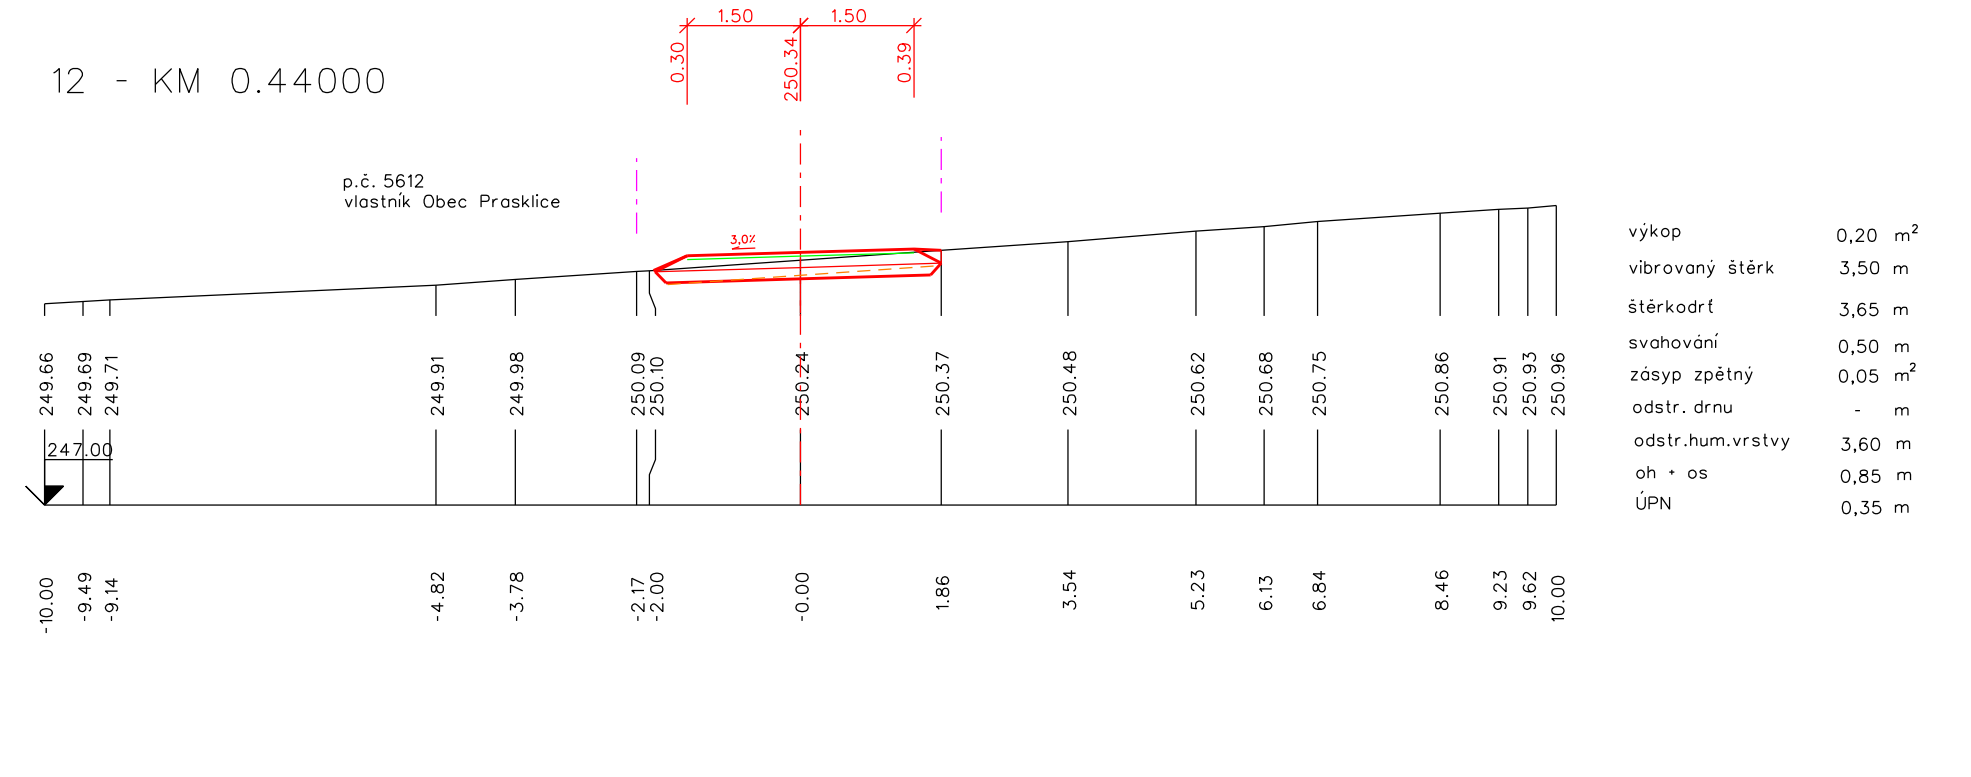 1.50 1.50
0.30 250.34 0.39
12 - KM 0.44000
p.č. 5612
vlastník Obec Prasklice
3,0%
249.66 249.69 249.71 249.91 249.98 250.09 250.10 250.24 250.37 250.48 250.62 250.68 250.75 250.86 250.91 250.93 250.96
247.00
-10.00 -9.49 -9.14 -4.82 -3.78 -2.17 -2.00 -0.00 1.86 3.54 5.23 6.13 6.84 8.46 9.23 9.62 10.00
výkop 0,20 m²
vibrovaný štěrk 3,50 m
štěrkodrť 3,65 m
svahování 0,50 m
zásyp zpětný 0,05 m²
odstr. drnu - m
odstr.hum.vrstvy 3,60 m
oh + os 0,85 m
ÚPN 0,35 m